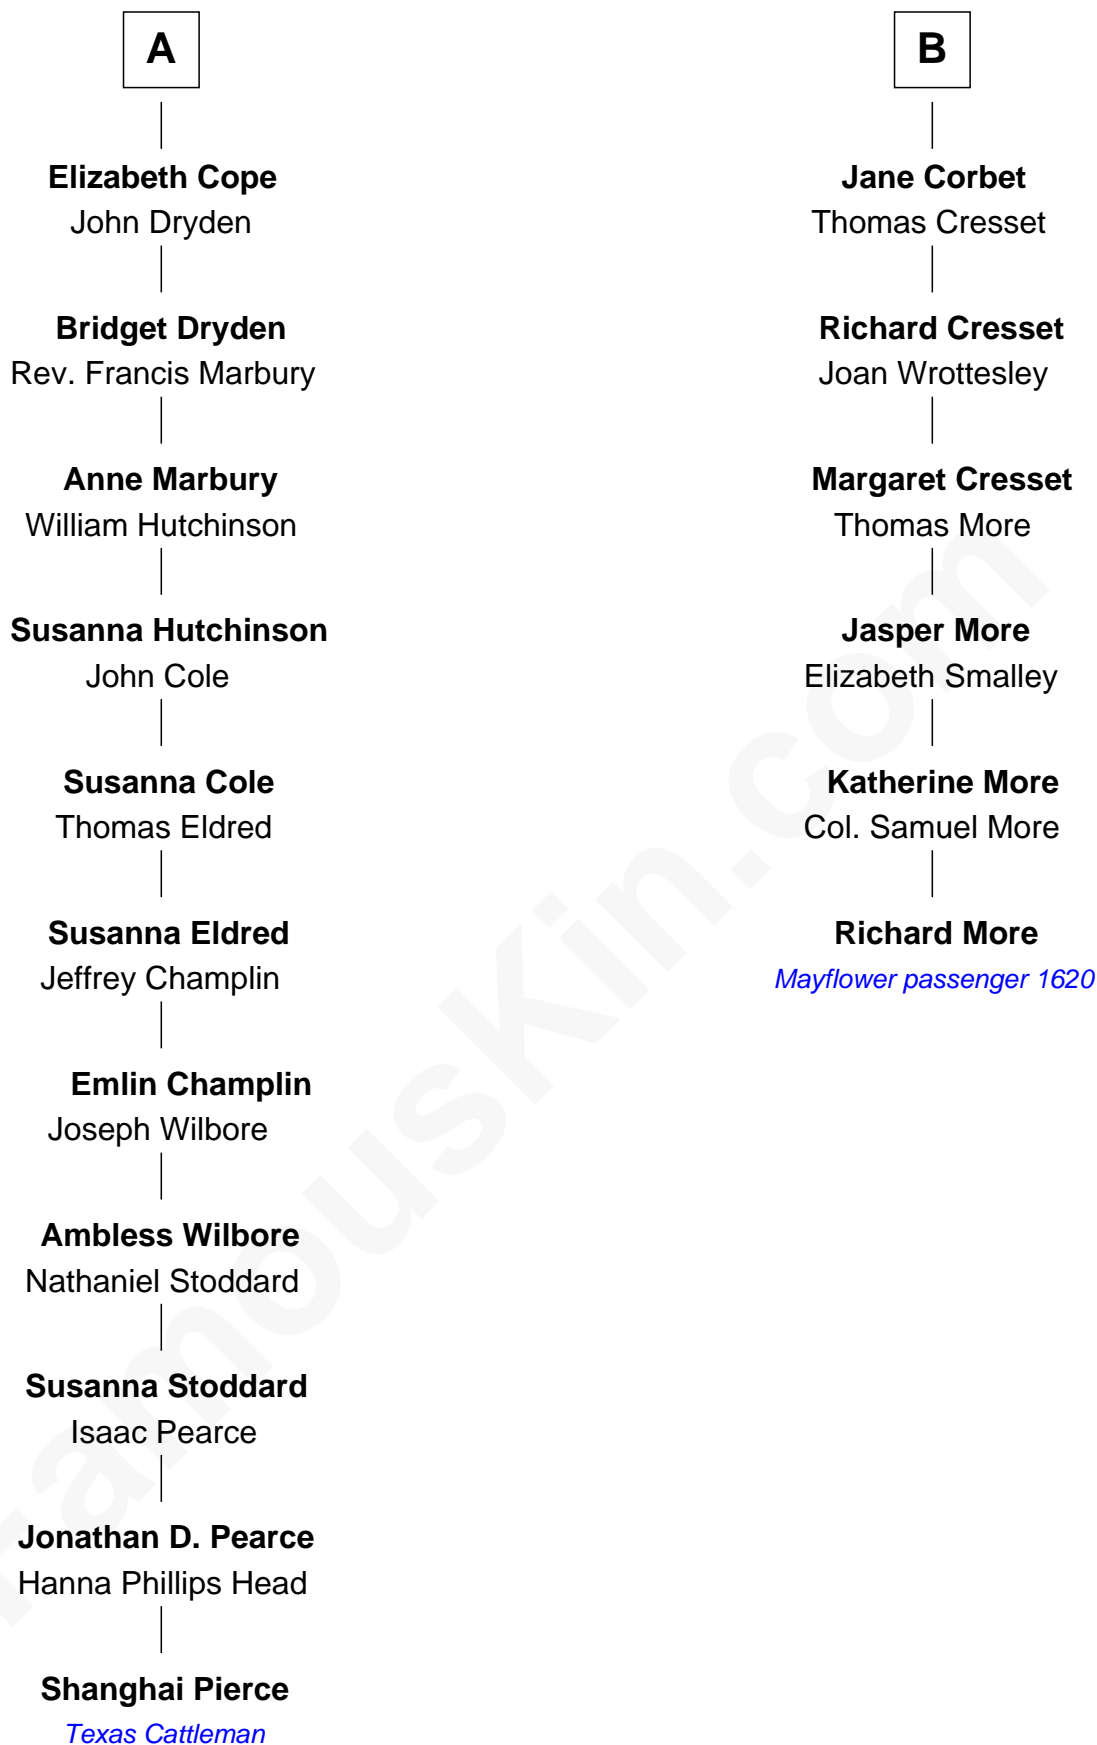 A
Elizabeth Cope
John Dryden
Bridget Dryden
Rev. Francis Marbury
Anne Marbury
William Hutchinson
Susanna Hutchinson
John Cole
Susanna Cole
Thomas Eldred
Susanna Eldred
Jeffrey Champlin
Emlin Champlin
Joseph Wilbore
Ambless Wilbore
Nathaniel Stoddard
Susanna Stoddard
Isaac Pearce
Jonathan D. Pearce
Hanna Phillips Head
Shanghai Pierce
Texas Cattleman
B
Jane Corbet
Thomas Cresset
Richard Cresset
Joan Wrottesley
Margaret Cresset
Thomas More
Jasper More
Elizabeth Smalley
Katherine More
Col. Samuel More
Richard More
Mayflower passenger 1620
FamousKin.com